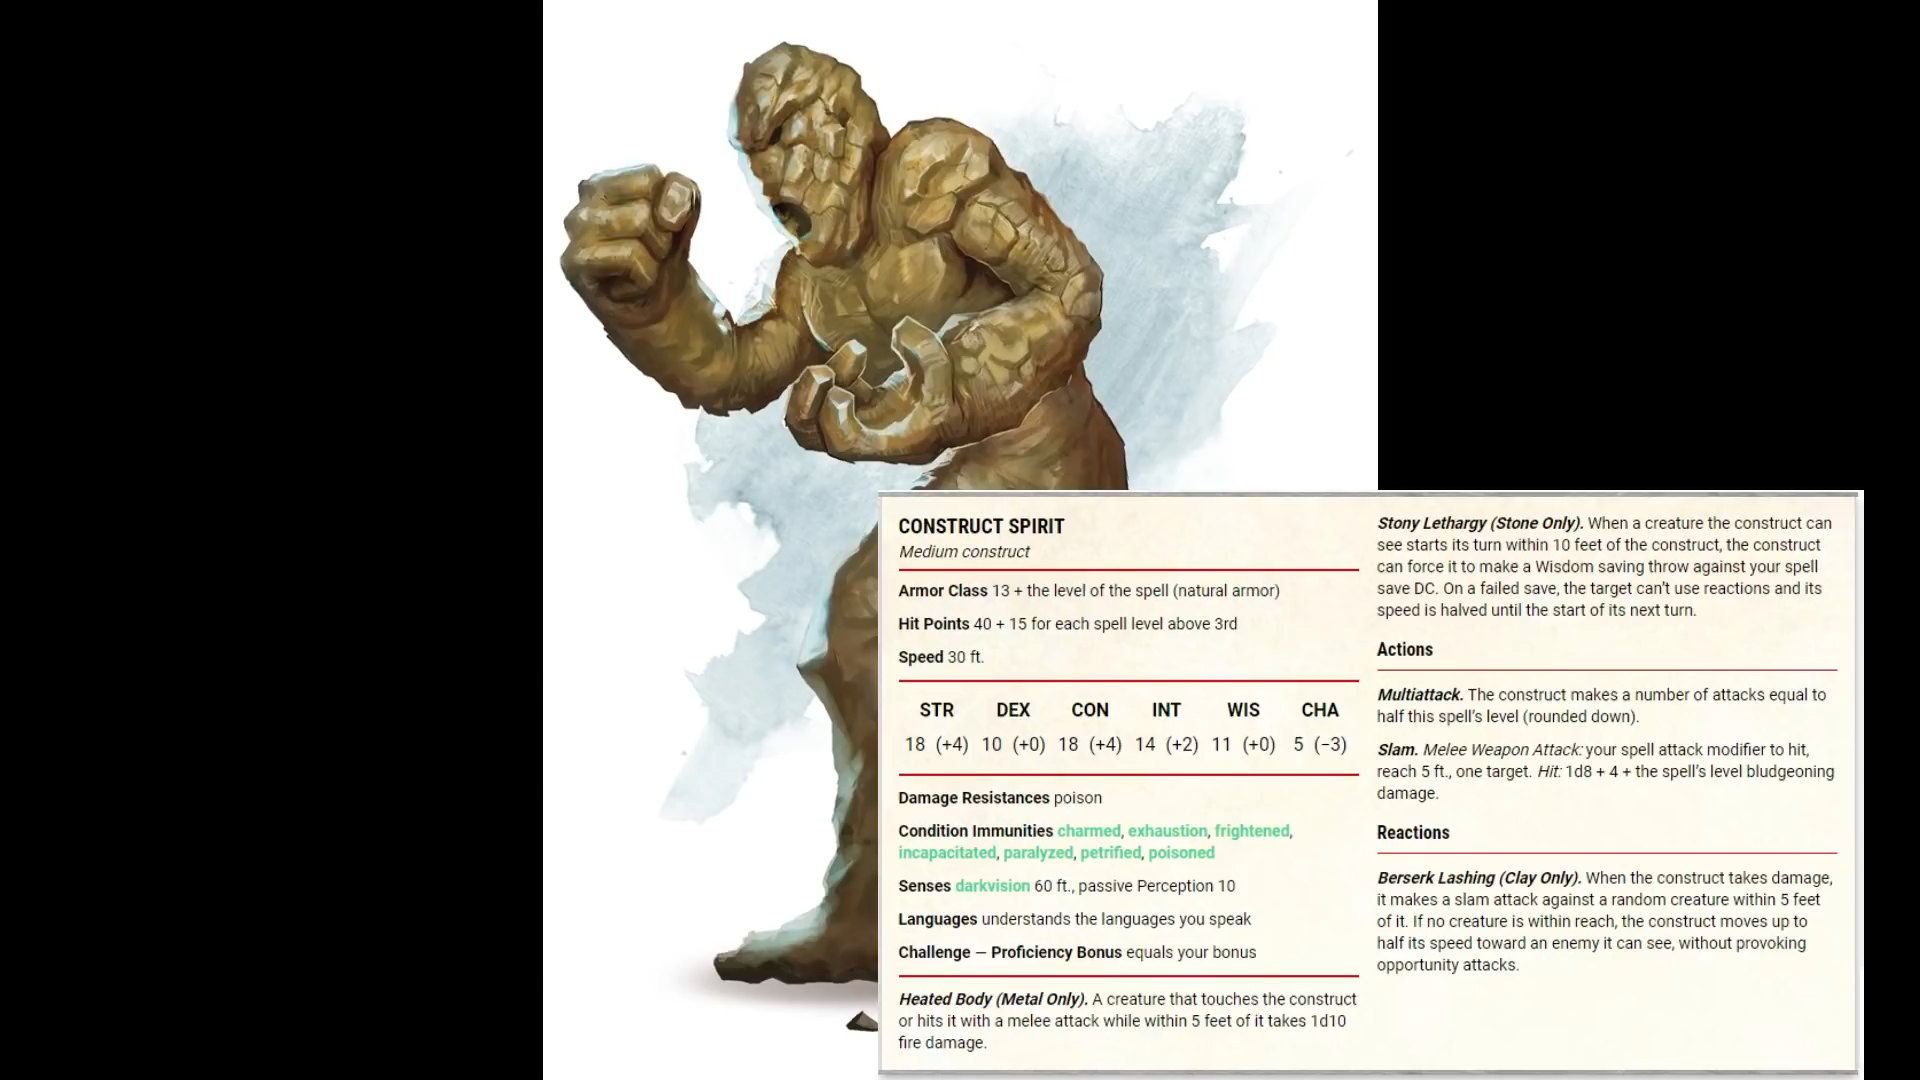 CONSTRUCT SPIRIT
Medium construct
Armor Class 13 + the level of the spell (natural armor)
Hit Points 40 + 15 for each spell level above 3rd
Speed 30 ft.
STR DEX CON INT WIS CHA
18 (+4) 10 (+0) 18 (+4) 14 (+2) 11 (+0) 5 (−3)
Damage Resistances poison
Condition Immunities charmed, exhaustion, frightened,
incapacitated, paralyzed, petrified, poisoned
Senses darkvision 60 ft., passive Perception 10
Languages understands the languages you speak
Challenge — Proficiency Bonus equals your bonus
Heated Body (Metal Only). A creature that touches the construct
or hits it with a melee attack while within 5 feet of it takes 1d10
fire damage.
Stony Lethargy (Stone Only). When a creature the construct can
see starts its turn within 10 feet of the construct, the construct
can force it to make a Wisdom saving throw against your spell
save DC. On a failed save, the target can’t use reactions and its
speed is halved until the start of its next turn.
Actions
Multiattack. The construct makes a number of attacks equal to
half this spell’s level (rounded down).
Slam. Melee Weapon Attack: your spell attack modifier to hit,
reach 5 ft., one target. Hit: 1d8 + 4 + the spell’s level bludgeoning
damage.
Reactions
Berserk Lashing (Clay Only). When the construct takes damage,
it makes a slam attack against a random creature within 5 feet
of it. If no creature is within reach, the construct moves up to
half its speed toward an enemy it can see, without provoking
opportunity attacks.